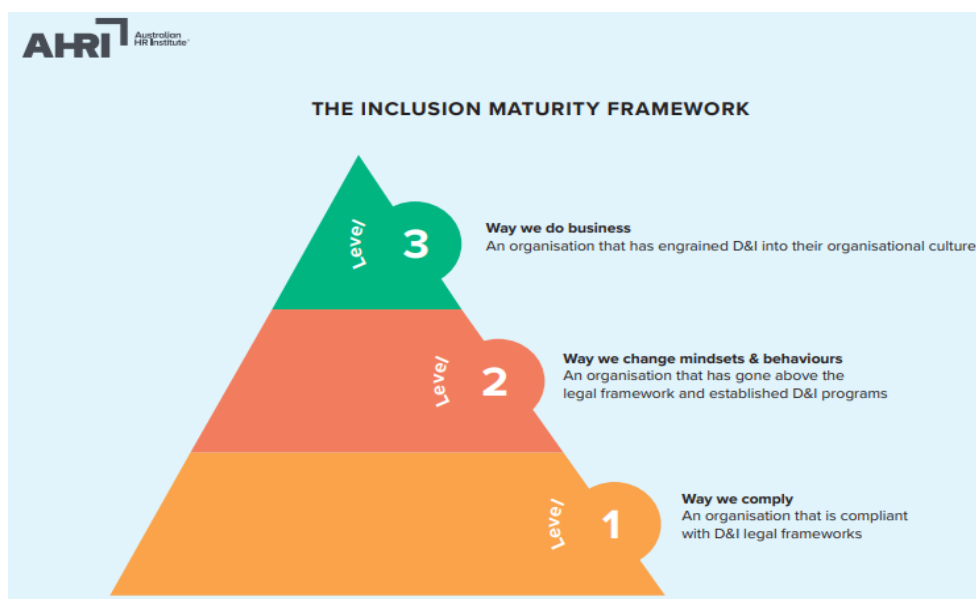 AHRI Australian
HR Institute
THE INCLUSION MATURITY FRAMEWORK
Level 3
Way we do business
An organisation that has engrained D&I into their organisational culture
Level 2
Way we change mindsets & behaviours
An organisation that has gone above the
legal framework and established D&I programs
Level 1
Way we comply
An organisation that is compliant
with D&I legal frameworks